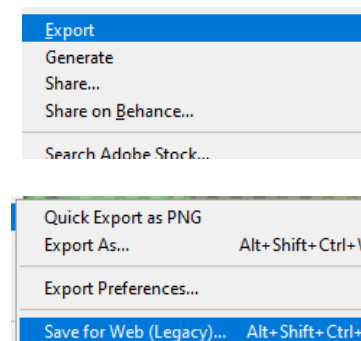 Export
Generate
Share...
Share on Behance...
Search Adobe Stock...
Quick Export as PNG
Export As... Alt+Shift+Ctrl+
Export Preferences...
Save for Web (Legacy)... Alt+Shift+Ctrl+